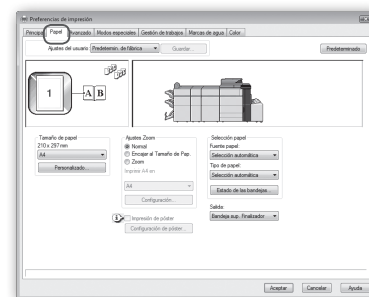 Preferencias de impresión
Principal Papel Avanzado Modos especiales Gestión de trabajos Marcas de agua Color
Ajustes del usuario: Predetermin. de fábrica Guardar... Predeterminado
1 A B
Tamaño de papel
210 x 297 mm
A4
Personalizado...
Ajustes Zoom
Normal
Encajar al Tamaño de Pap.
Zoom
Imprimir A4 en
A4
Configuración...
Impresión de póster
Configuración de póster...
Selección papel
Fuente papel:
Selección automática
Tipo de papel:
Selección automática
Estado de las bandejas...
Salida:
Bandeja sup. Finalizador
Aceptar Cancelar Ayuda